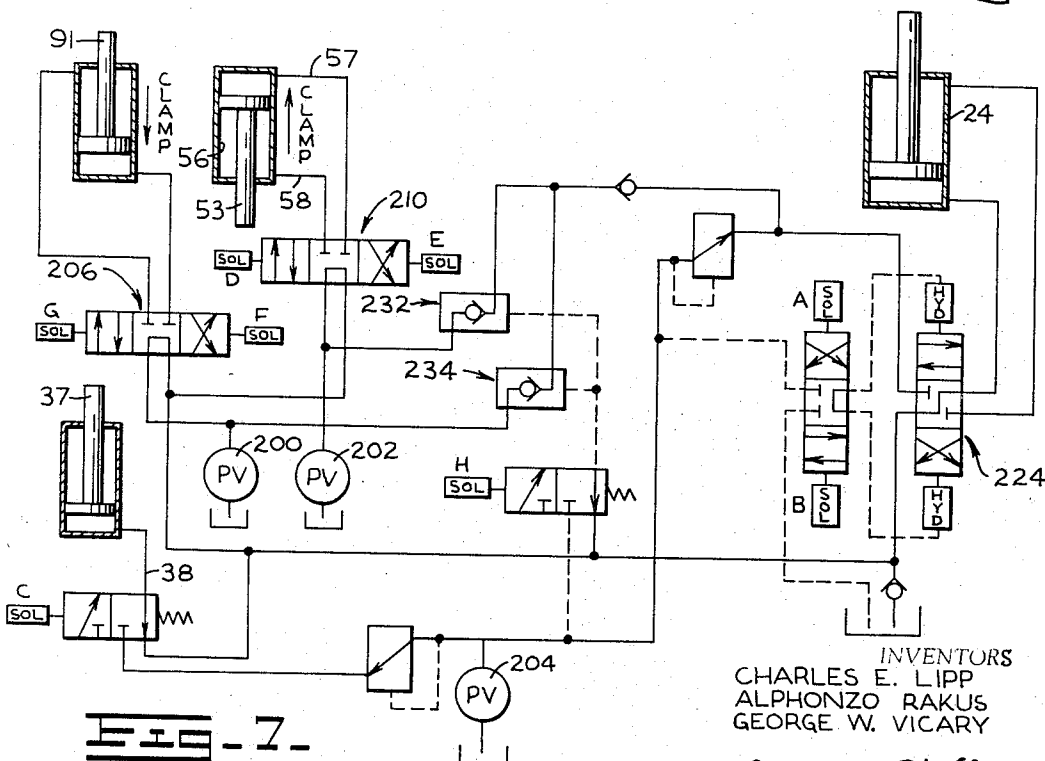 91
CLAMP
57
CLAMP
24
56
53
58
210
E
SOL
D
SOL
206
232
G
SOL
F
SOL
A
SOL
HYD
234
37
200
PV
202
PV
H
SOL
B
SOL
HYD
224
38
C
SOL
204
PV
INVENTORS
CHARLES E. LIPP
ALPHONZO RAKUS
GEORGE W. VICARY
FIG-7-